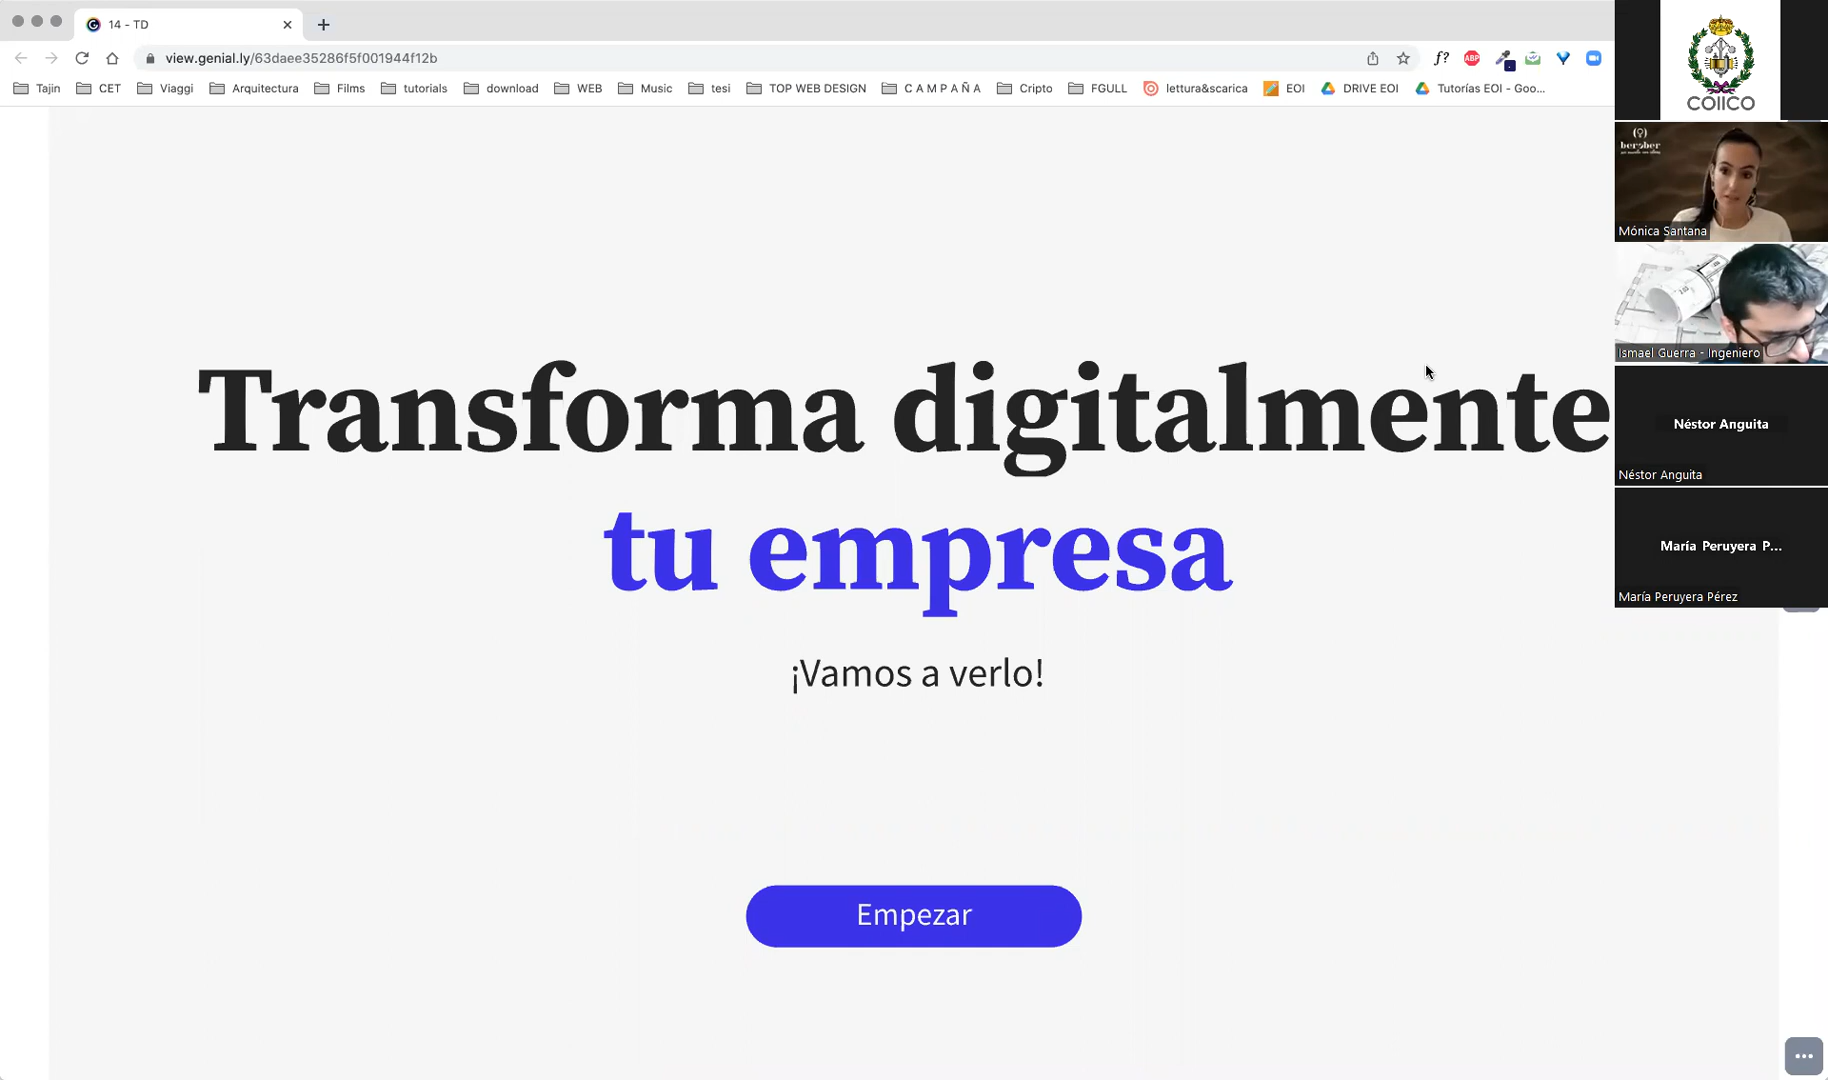 14 - TD
view.genial.ly/63daee35286f5f001944f12b
f?
ABP
Tajin
CET
Viaggi
Arquitectura
Films
tutorials
download
WEB
Music
tesi
TOP WEB DESIGN
C A M P A Ñ A
Cripto
FGULL
lettura&scarica
EOI
DRIVE EOI
Tutorías EOI - Goo...
Transforma digitalmente
tu empresa
¡Vamos a verlo!
Empezar
COIICO
Mónica Santana
Ismael Guerra - Ingeniero
Néstor Anguita
Néstor Anguita
María Peruyera P...
María Peruyera Pérez